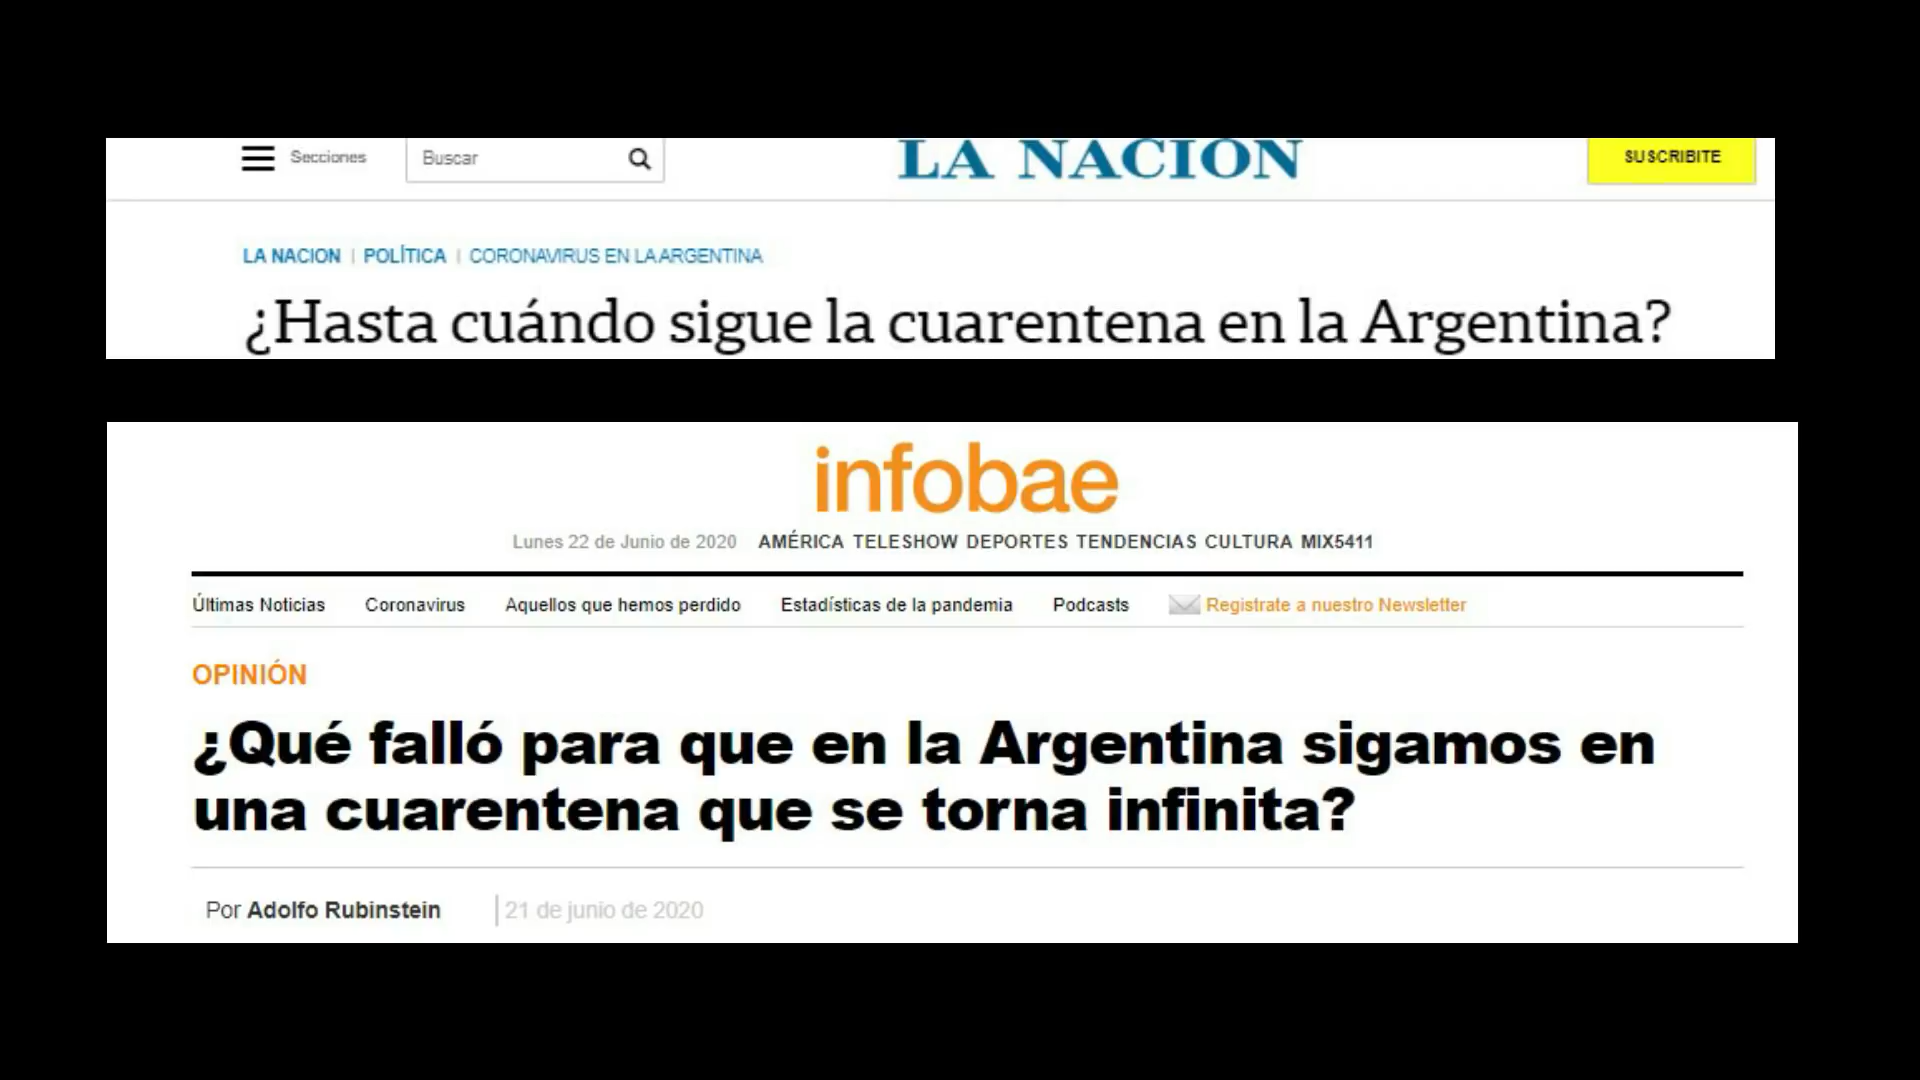 Secciones Buscar LA NACION SUSCRIBITE
LA NACION | POLÍTICA | CORONAVIRUS EN LA ARGENTINA
¿Hasta cuándo sigue la cuarentena en la Argentina?
infobae
Lunes 22 de Junio de 2020 AMÉRICA TELESHOW DEPORTES TENDENCIAS CULTURA MIX5411
Últimas Noticias Coronavirus Aquellos que hemos perdido Estadísticas de la pandemia Podcasts Registrate a nuestro Newsletter
OPINIÓN
¿Qué falló para que en la Argentina sigamos en
una cuarentena que se torna infinita?
Por Adolfo Rubinstein | 21 de junio de 2020